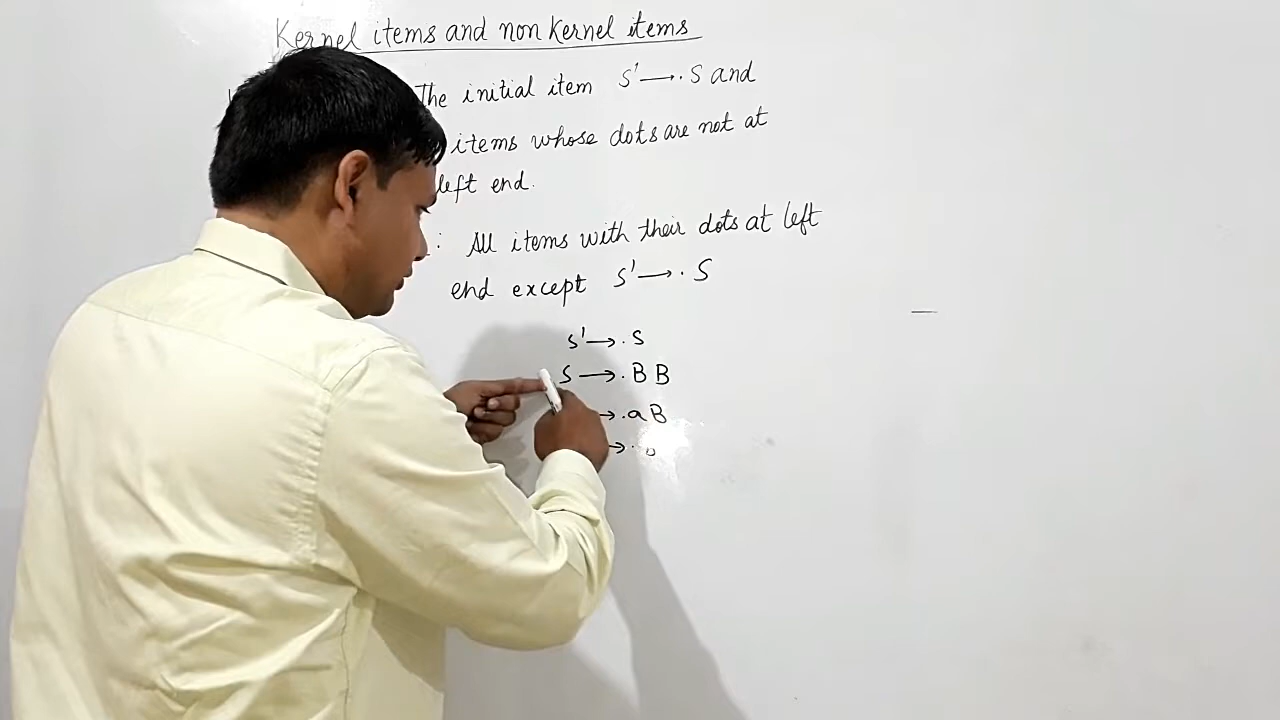 Kernel items and non Kernel items
The initial item S' → . S and
items whose dots are not at
left end.
: All items with their dots at left
end except S' → . S
S' → . S
S → . B B
→ . a B
→ .